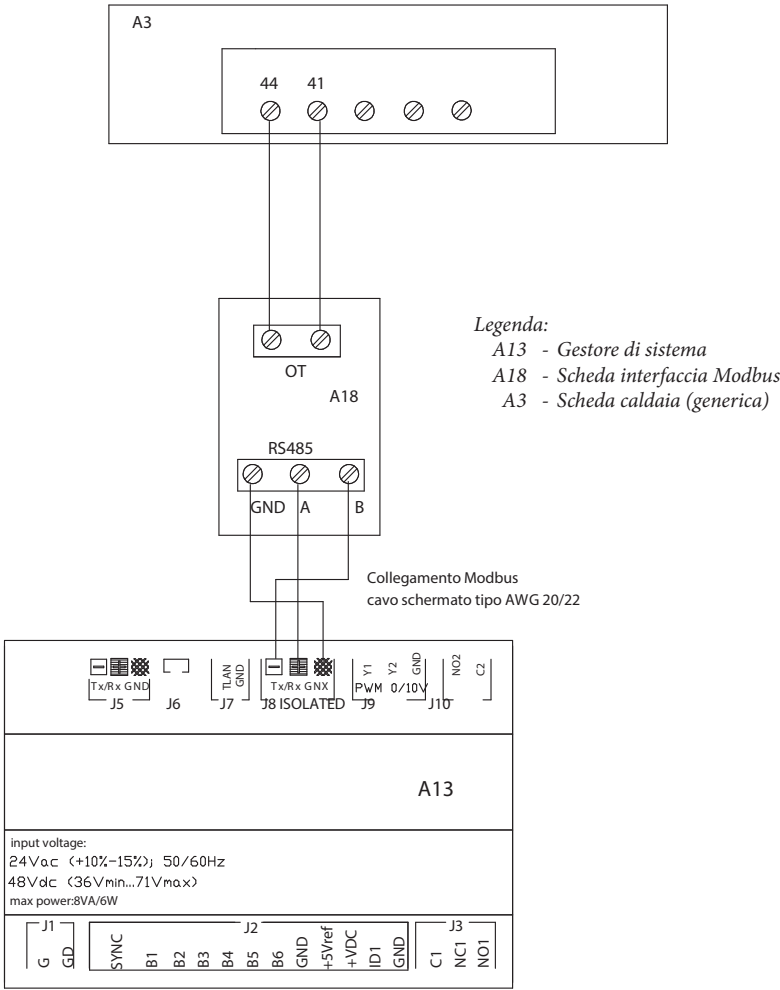 A3
44 41
OT
A18
RS485
GND A B
Legenda:
A13 - Gestore di sistema
A18 - Scheda interfaccia Modbus
A3 - Scheda caldaia (generica)
Collegamento Modbus
cavo schermato tipo AWG 20/22
Tx/Rx GND
J5
J6
TLAN
GND
J7
Tx/Rx GNX
J8 ISOLATED
Y1
Y2
GND
PWM 0/10V
J9
NO2
C2
J10
A13
input voltage:
24Vac (+10%-15%); 50/60Hz
48Vdc (36Vmin...71Vmax)
max power:8VA/6W
J1
G
GD
J2
SYNC
B1
B2
B3
B4
B5
B6
GND
+5Vref
+VDC
ID1
GND
J3
C1
NC1
NO1